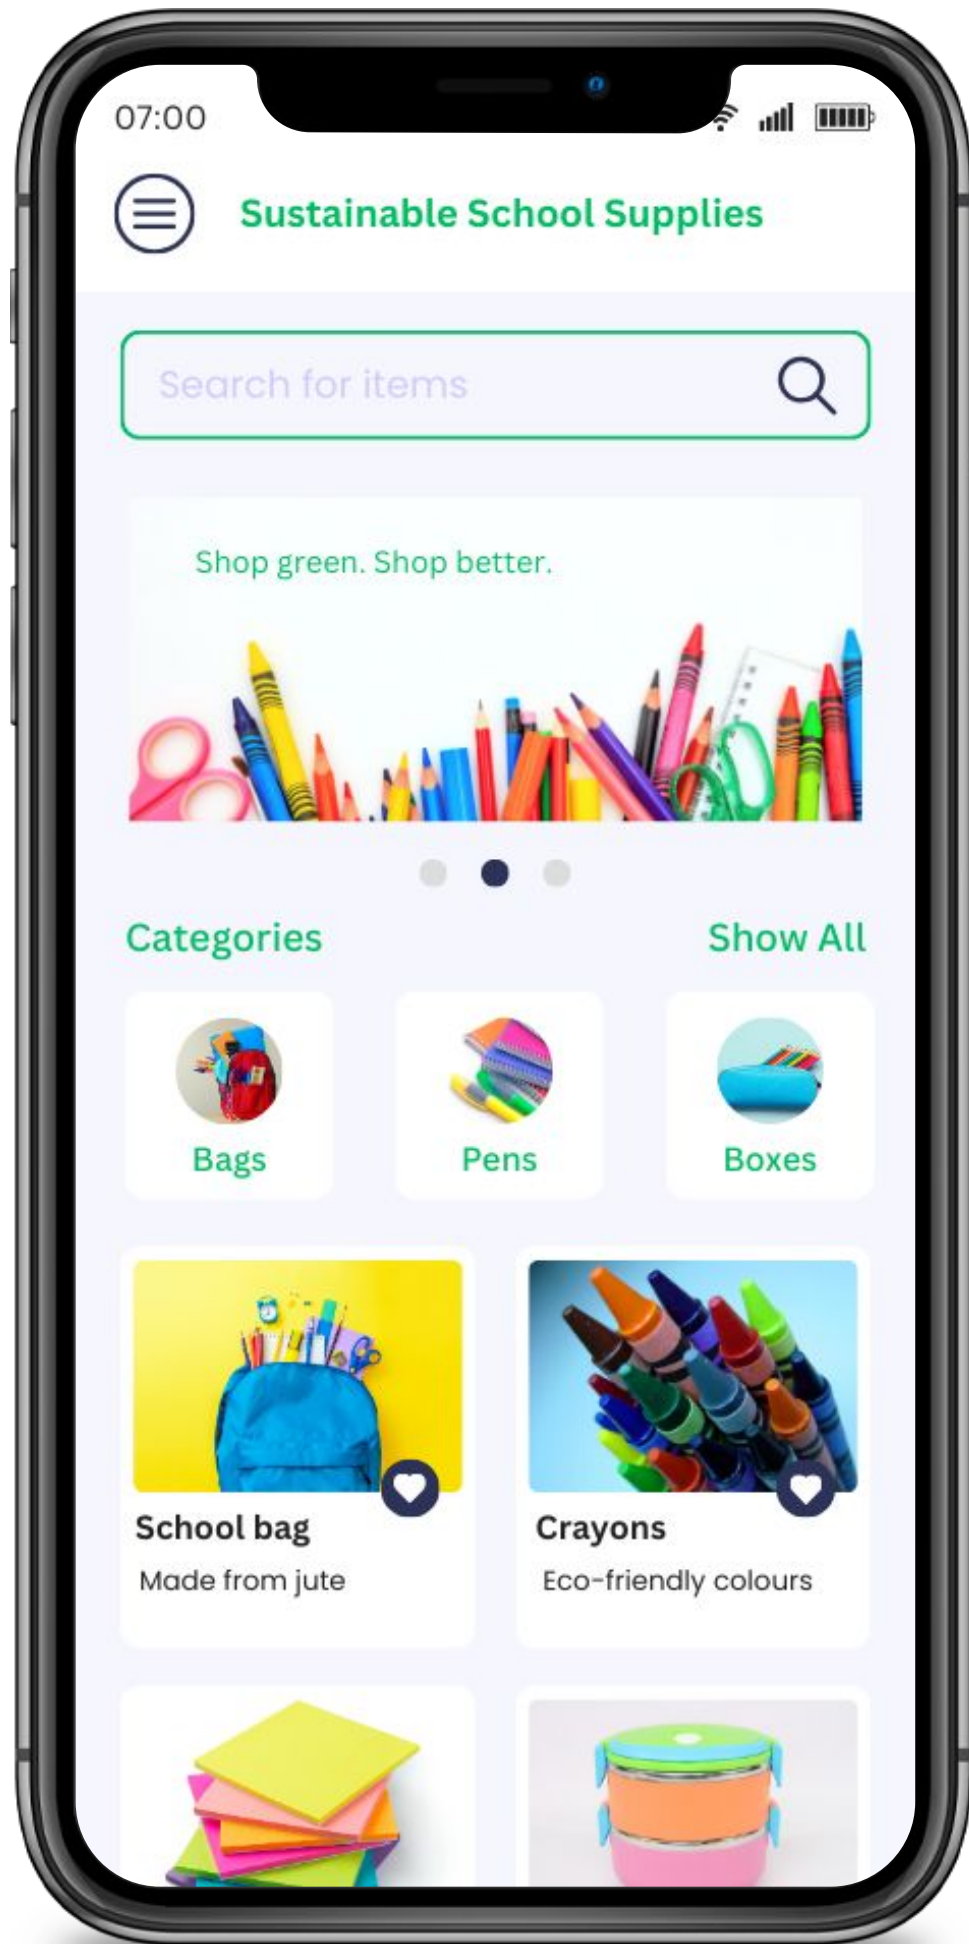 07:00
Sustainable School Supplies
Search for items
Shop green. Shop better.
Categories
Show All
Bags
Pens
Boxes
School bag
Made from jute
Crayons
Eco-friendly colours